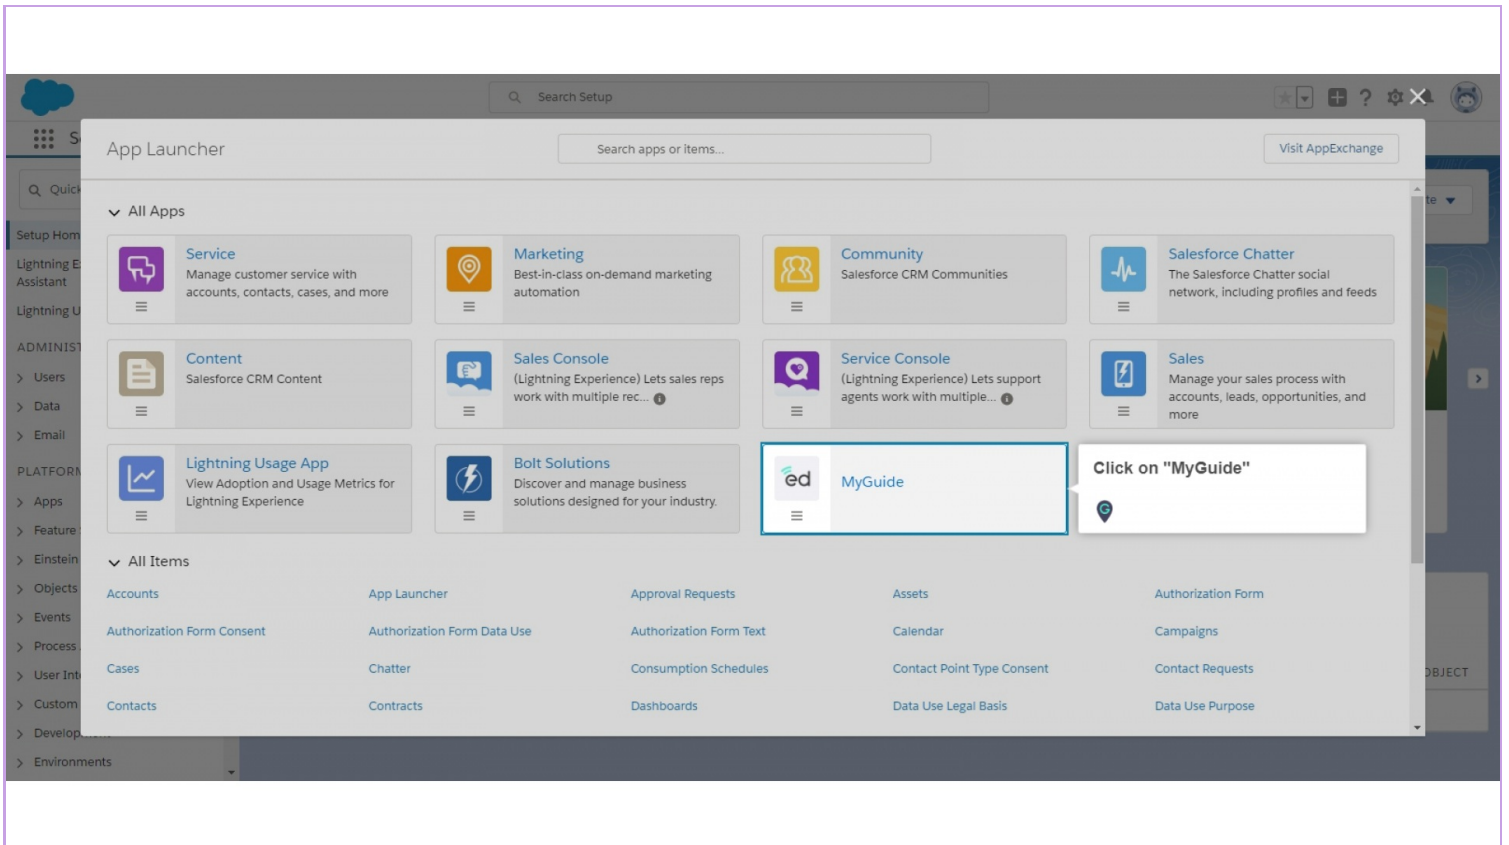 Search Setup
S
App Launcher
Search apps or items...
Visit AppExchange
Quick
All Apps
te
Setup Hom
Lightning E
Assistant
Lightning U
ADMINIST
Users
Data
Email
PLATFORM
Apps
Feature
Einstein
Objects
Events
Process
User Int
Custom
Develop
Environments
Service
Manage customer service with
accounts, contacts, cases, and more
Marketing
Best-in-class on-demand marketing
automation
Community
Salesforce CRM Communities
Salesforce Chatter
The Salesforce Chatter social
network, including profiles and feeds
Content
Salesforce CRM Content
Sales Console
(Lightning Experience) Lets sales reps
work with multiple rec...
Service Console
(Lightning Experience) Lets support
agents work with multiple...
Sales
Manage your sales process with
accounts, leads, opportunities, and
more
Lightning Usage App
View Adoption and Usage Metrics for
Lightning Experience
Bolt Solutions
Discover and manage business
solutions designed for your industry.
ed
MyGuide
Click on "MyGuide"
G
All Items
Accounts
App Launcher
Approval Requests
Assets
Authorization Form
Authorization Form Consent
Authorization Form Data Use
Authorization Form Text
Calendar
Campaigns
Cases
Chatter
Consumption Schedules
Contact Point Type Consent
Contact Requests
Contacts
Contracts
Dashboards
Data Use Legal Basis
Data Use Purpose
OBJECT